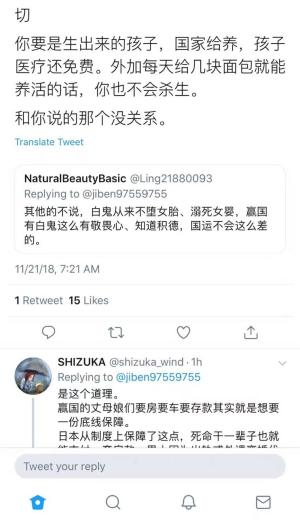 切
你要是生出来的孩子，国家给养，孩子
医疗还免费。外加每天给几块面包就能
养活的话，你也不会杀生。
和你说的那个没关系。
Translate Tweet
NaturalBeautyBasic @Ling21880093
Replying to @jiben97559755
其他的不说，白鬼从来不堕女胎、溺死女婴，赢国
有白鬼这么有敬畏心、知道积德，国运不会这么差
的。
11/21/18, 7:21 AM
1 Retweet 15 Likes
SHIZUKA @shizuka_wind · 1h
Replying to @jiben97559755
是这个道理。
赢国的丈母娘们要房要车要存款其实就是想要
一份底线保障。
日本从制度上保障了这点，死命干一辈子也就
Tweet your reply